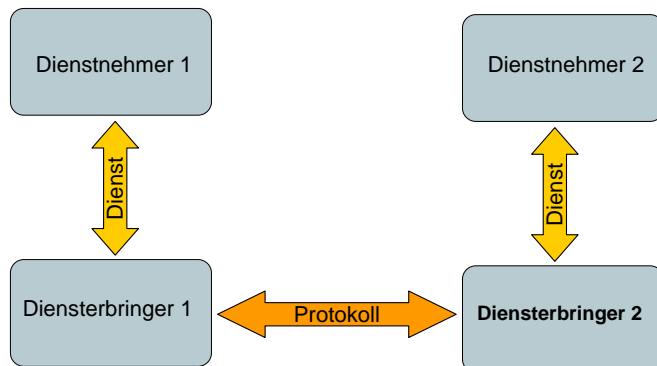 Dienstnehmer 1
Dienstnehmer 2
Dienst
Dienst
Diensterbringer 1
Protokoll
Diensterbringer 2